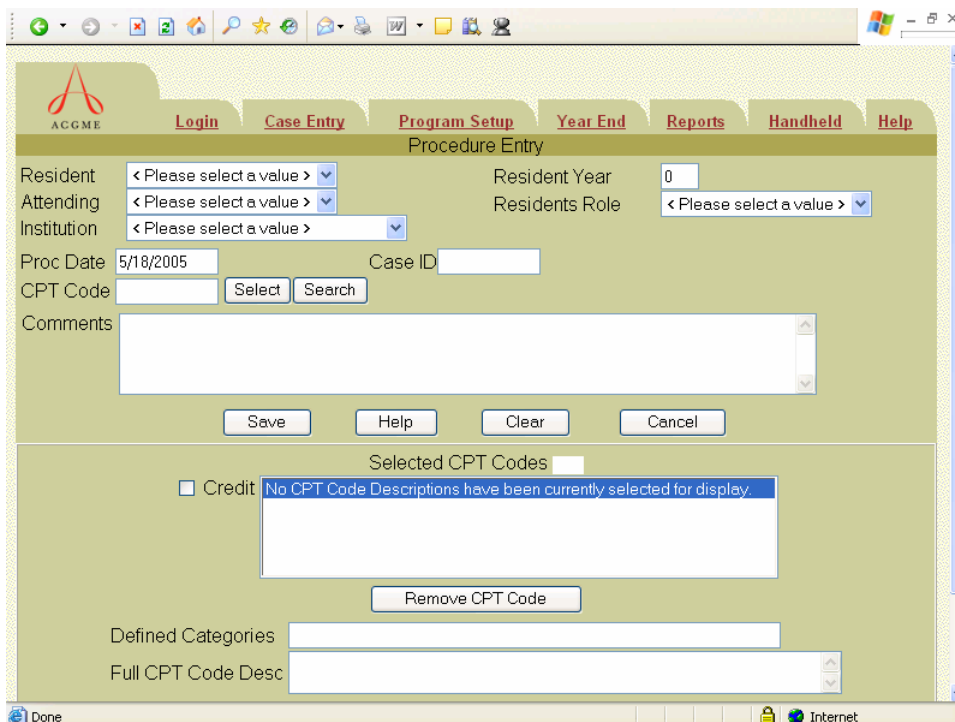 ACGME
Login Case Entry Program Setup Year End Reports Handheld Help
Procedure Entry
Resident < Please select a value > Resident Year 0
Attending < Please select a value > Residents Role < Please select a value >
Institution < Please select a value >
Proc Date 5/18/2005 Case ID
CPT Code Select Search
Comments
Save Help Clear Cancel
Selected CPT Codes
Credit No CPT Code Descriptions have been currently selected for display.
Remove CPT Code
Defined Categories
Full CPT Code Desc
Done Internet